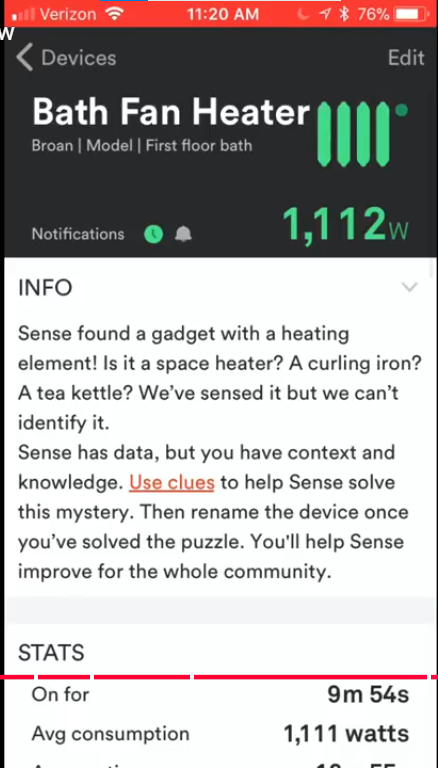 Verizon 11:20 AM 76%
w
Devices Edit
Bath Fan Heater
Broan | Model | First floor bath
Notifications 1,112w
INFO
Sense found a gadget with a heating
element! Is it a space heater? A curling iron?
A tea kettle? We've sensed it but we can't
identify it.
Sense has data, but you have context and
knowledge. Use clues to help Sense solve
this mystery. Then rename the device once
you've solved the puzzle. You'll help Sense
improve for the whole community.
STATS
On for 9m 54s
Avg consumption 1,111 watts